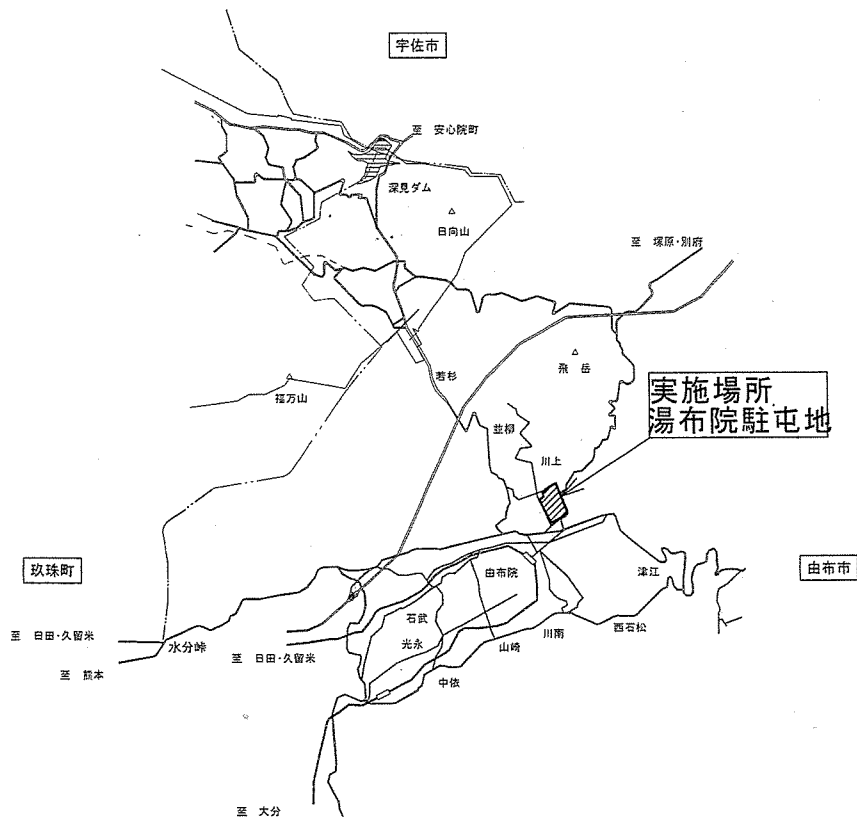 宇佐市
至 安心院町
深見ダム
日向山
至 塚原・別府
飛岳
若杉
福万山
実施場所
湯布院駐屯地
並柳
川上
玖珠町
由布院
津江
由布市
石武
西石松
至 日田・久留米
水分峠
至 日田・久留米
光永
山崎
川南
至 熊本
中依
至 大分